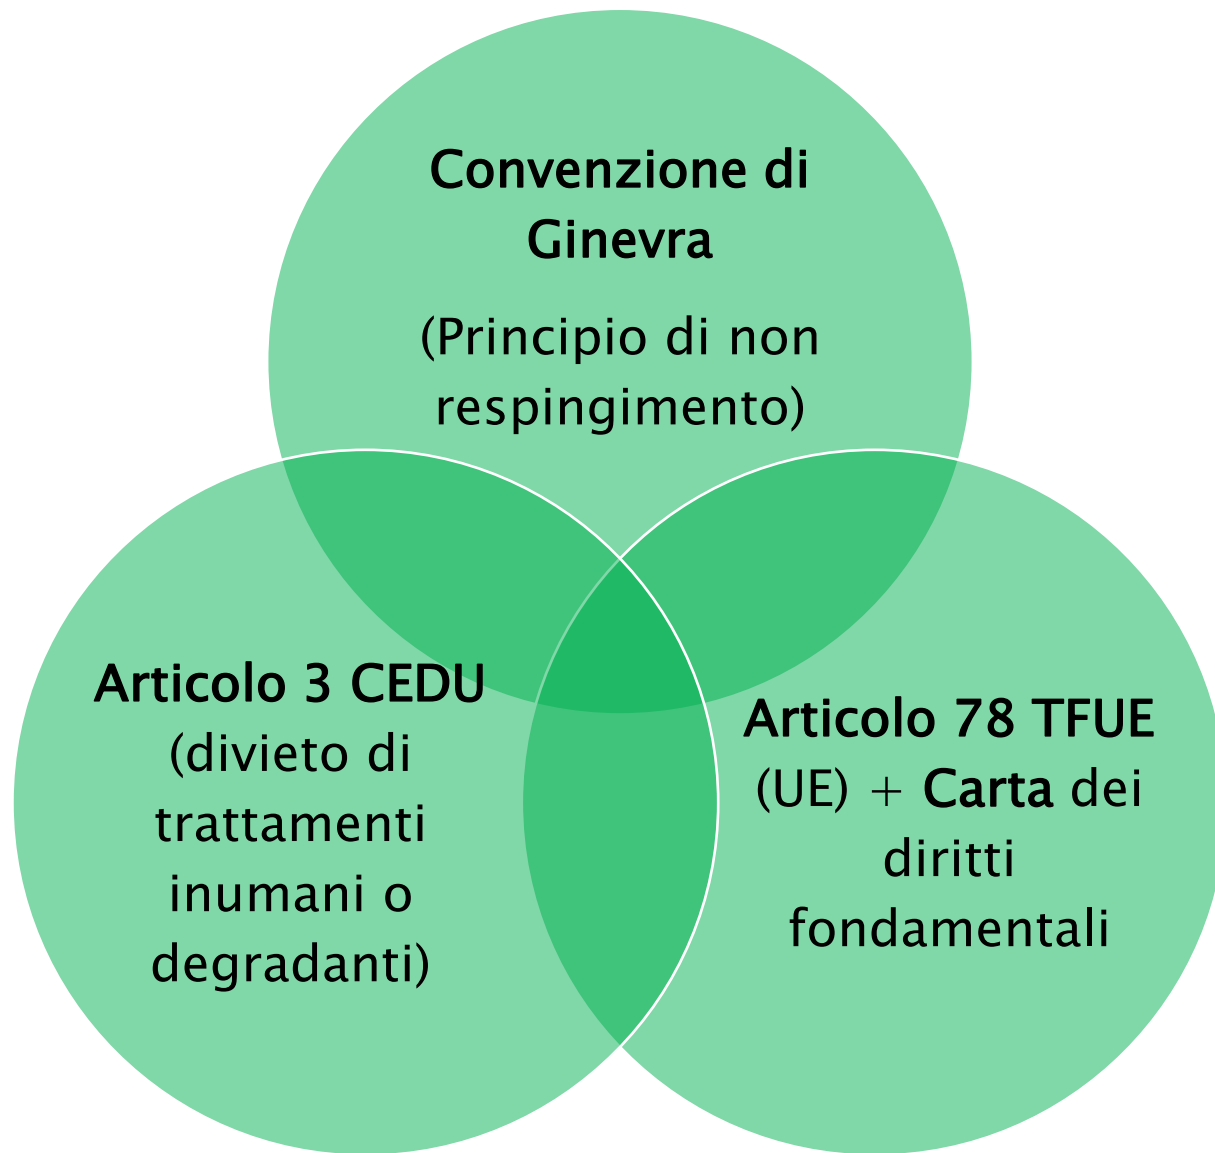 Convenzione di
Ginevra
(Principio di non
respingimento)
Articolo 3 CEDU
(divieto di
trattamenti
inumani o
degradanti)
Articolo 78 TFUE
(UE) + Carta dei
diritti
fondamentali